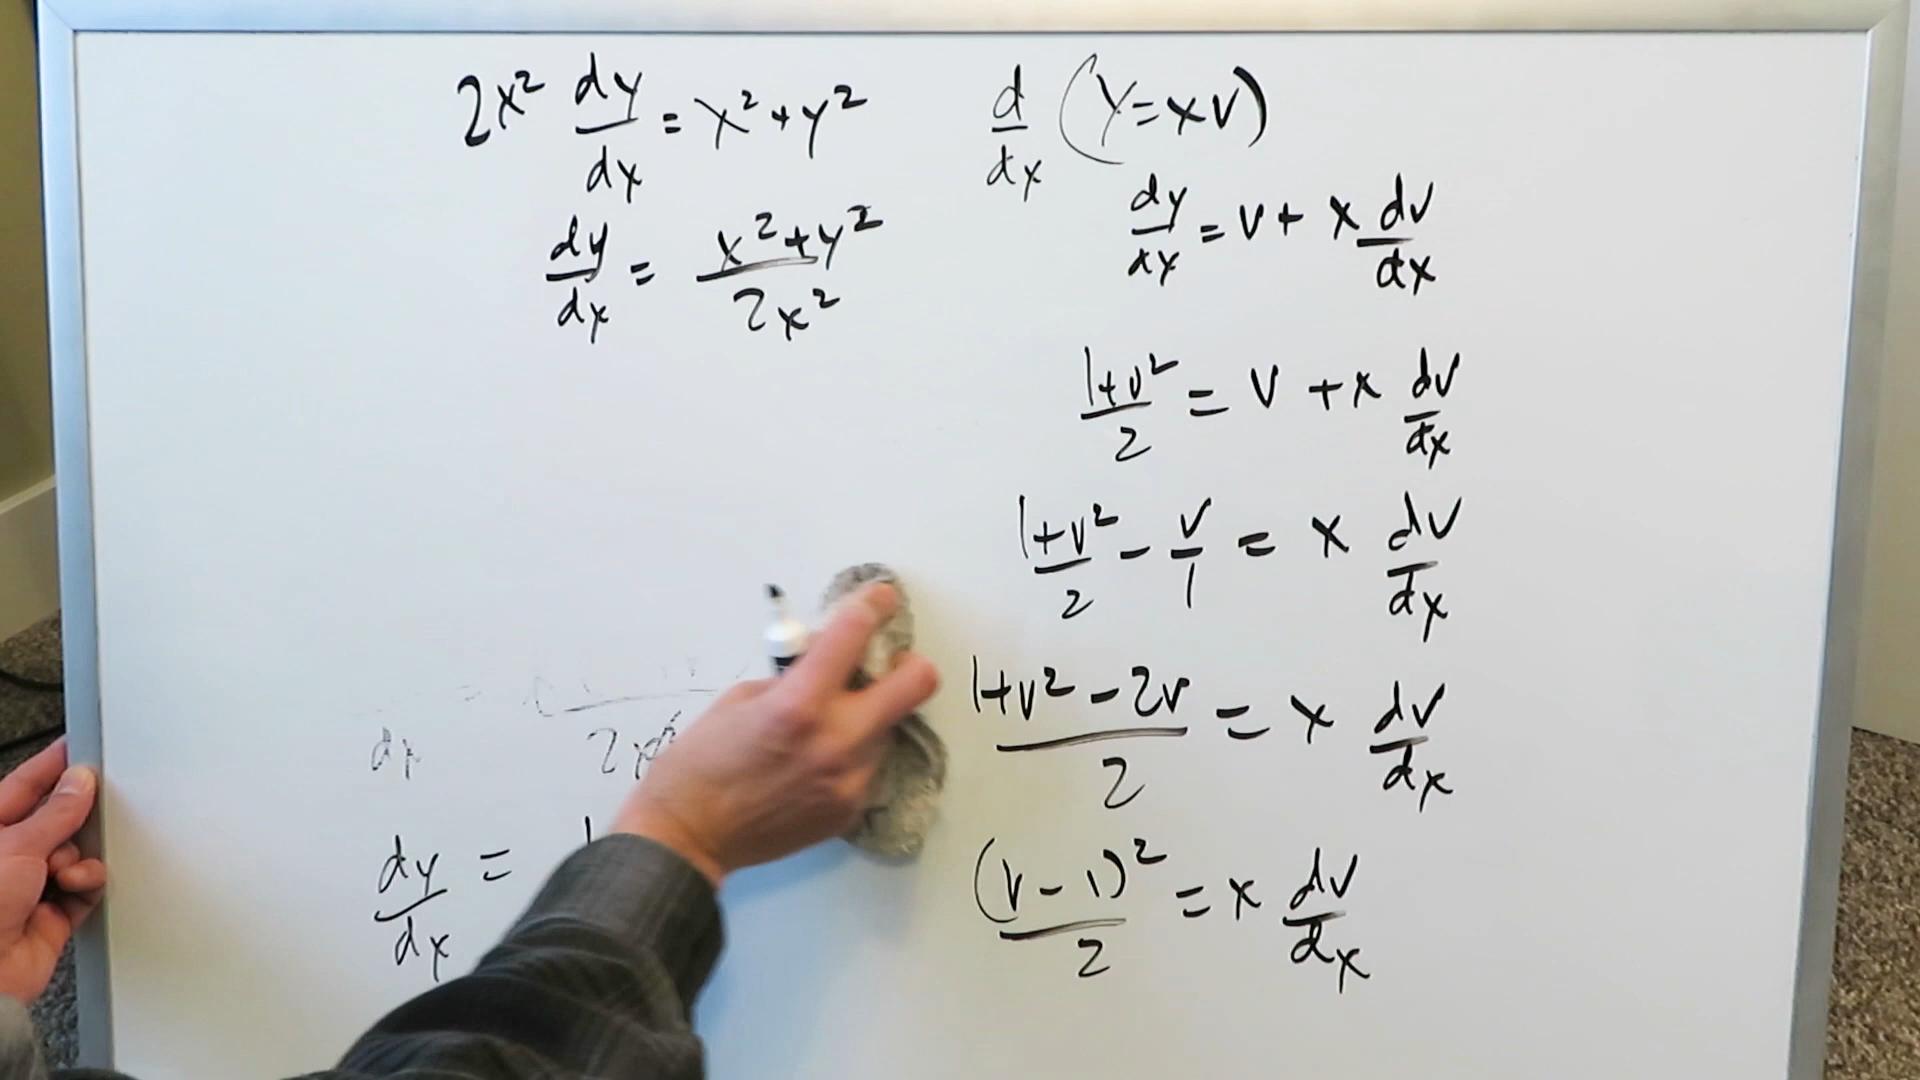 2x² dy/dx = x² + y²
dy/dx = (x² + y²)/(2x²)
dy/dx =
d/dx (y = xv)
dy/dx = v + x dv/dx
(1 + v²)/2 = v + x dv/dx
(1 + v²)/2 - v/1 = x dv/dx
(1 + v² - 2v)/2 = x dv/dx
(v - 1)²/2 = x dv/dx